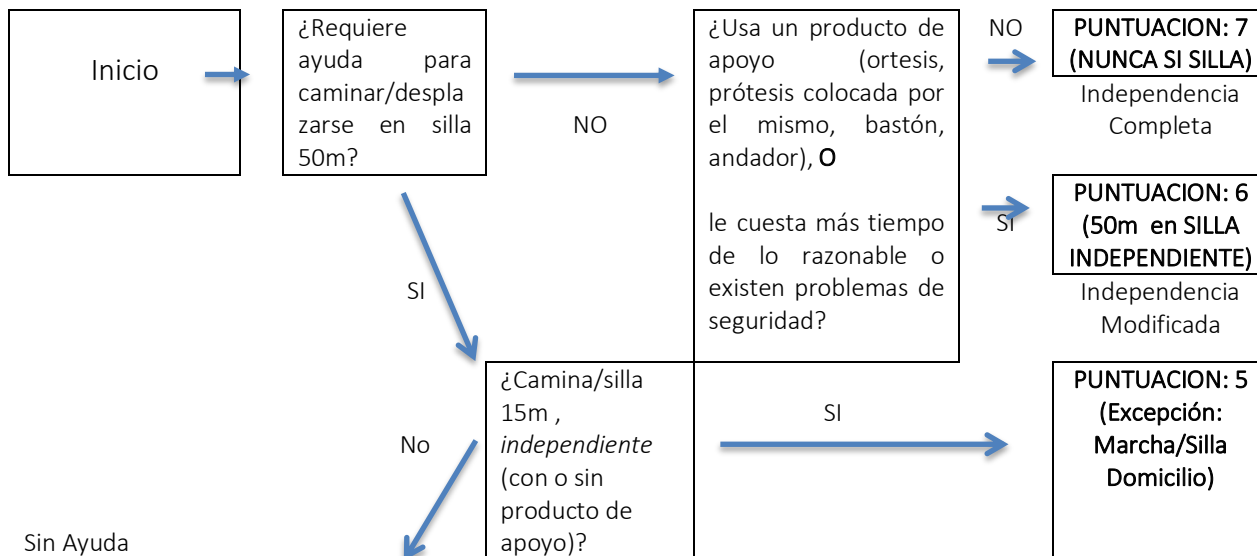 Inicio
¿Requiere
ayuda para
caminar/despla
zarse en silla
50m?
NO
¿Usa un producto de
apoyo (ortesis,
prótesis colocada por
el mismo, bastón,
andador), O
le cuesta más tiempo
de lo razonable o
existen problemas de
seguridad?
NO
PUNTUACION: 7
(NUNCA SI SILLA)
Independencia
Completa
SI
PUNTUACION: 6
(50m en SILLA
INDEPENDIENTE)
Independencia
Modificada
SI
¿Camina/silla
15m ,
independiente
(con o sin
producto de
apoyo)?
SI
PUNTUACION: 5
(Excepción:
Marcha/Silla
Domicilio)
No
Sin Ayuda